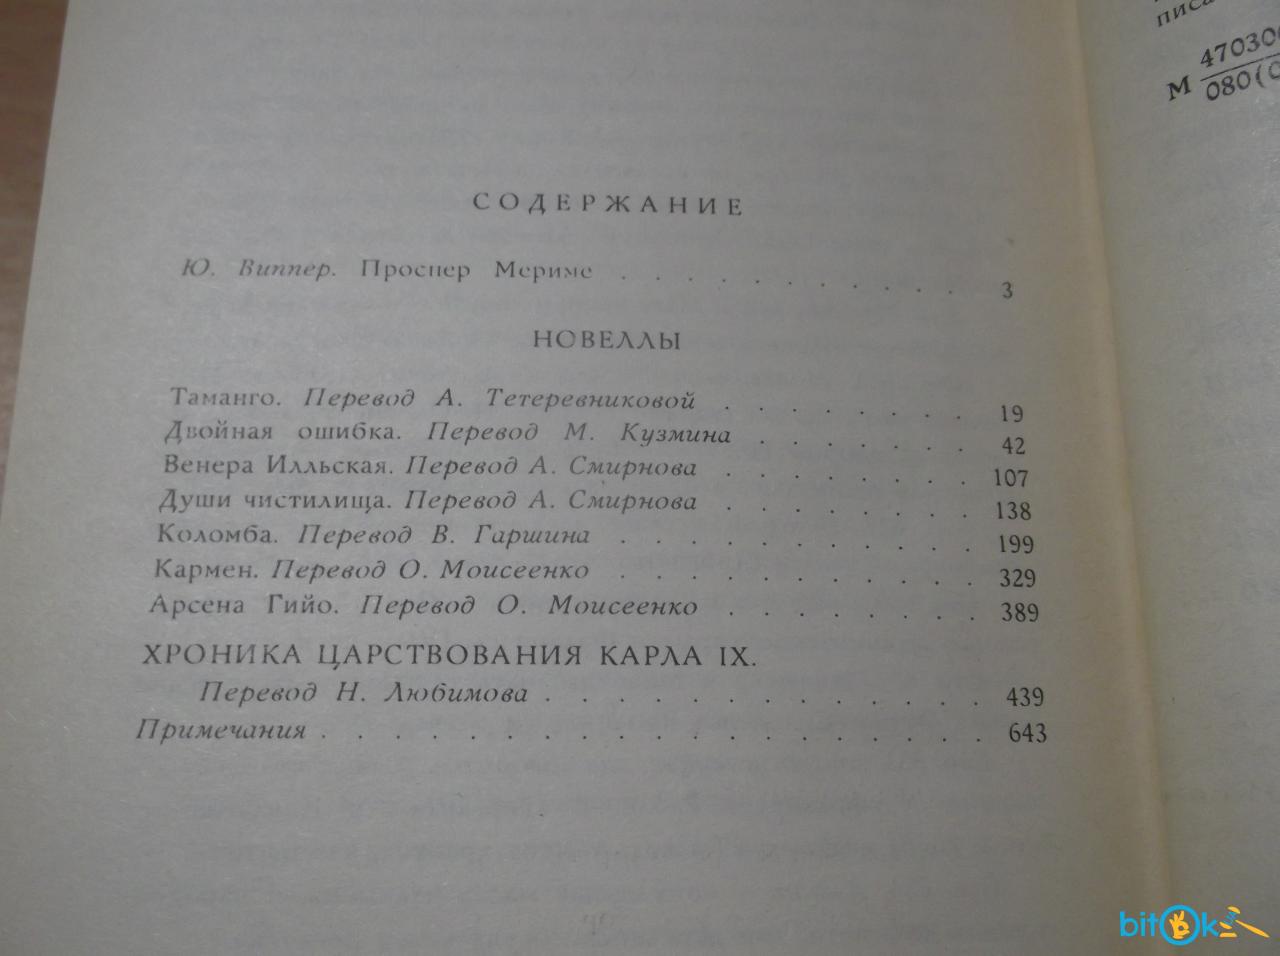 СОДЕРЖАНИЕ
Ю. Виппер. Проспер Мериме . . . . . . . . . . . 3
НОВЕЛЛЫ
Таманго. Перевод А. Тетеревниковой . . . . . . . . 19
Двойная ошибка. Перевод М. Кузмина . . . . . . . 42
Венера Илльская. Перевод А. Смирнова . . . . . . . . 107
Души чистилища. Перевод А. Смирнова . . . . . . . . 138
Коломба. Перевод В. Гаршина . . . . . . . . . . . 199
Кармен. Перевод О. Моисеенко . . . . . . . . . . . 329
Арсена Гийо. Перевод О. Моисеенко . . . . . . . . 389
ХРОНИКА ЦАРСТВОВАНИЯ КАРЛА IX.
Перевод Н. Любимова . . . . . . . . . . . . . 439
Примечания . . . . . . . . . . . . . . . . . . . 643
М
080(